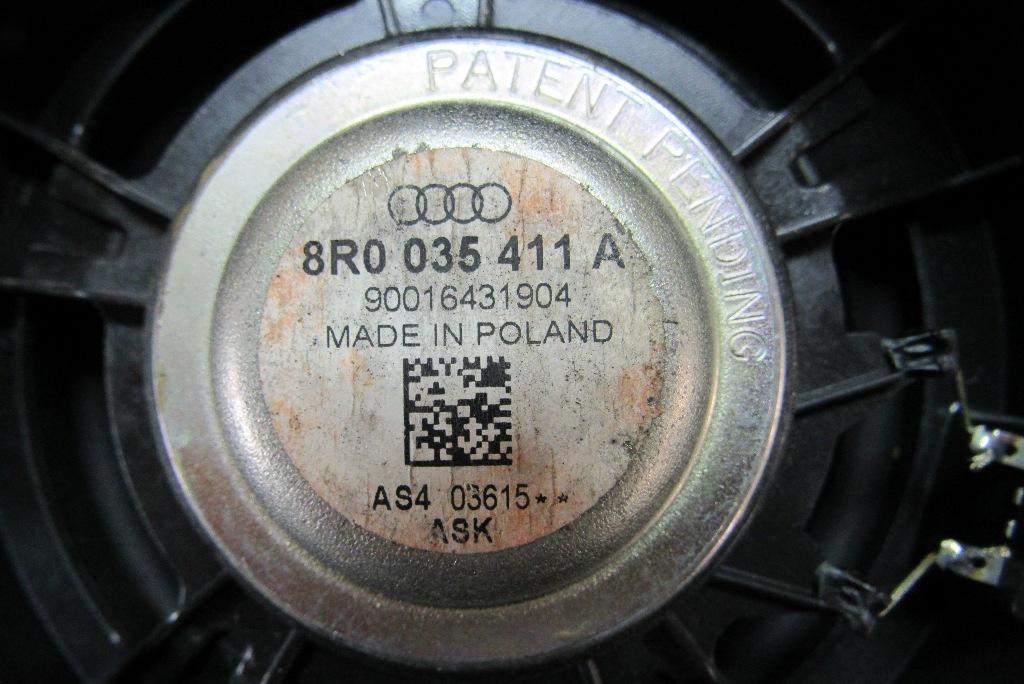 PATENT PENDING
8R0 035 411 A
90016431904
MADE IN POLAND
AS4 03615**
ASK